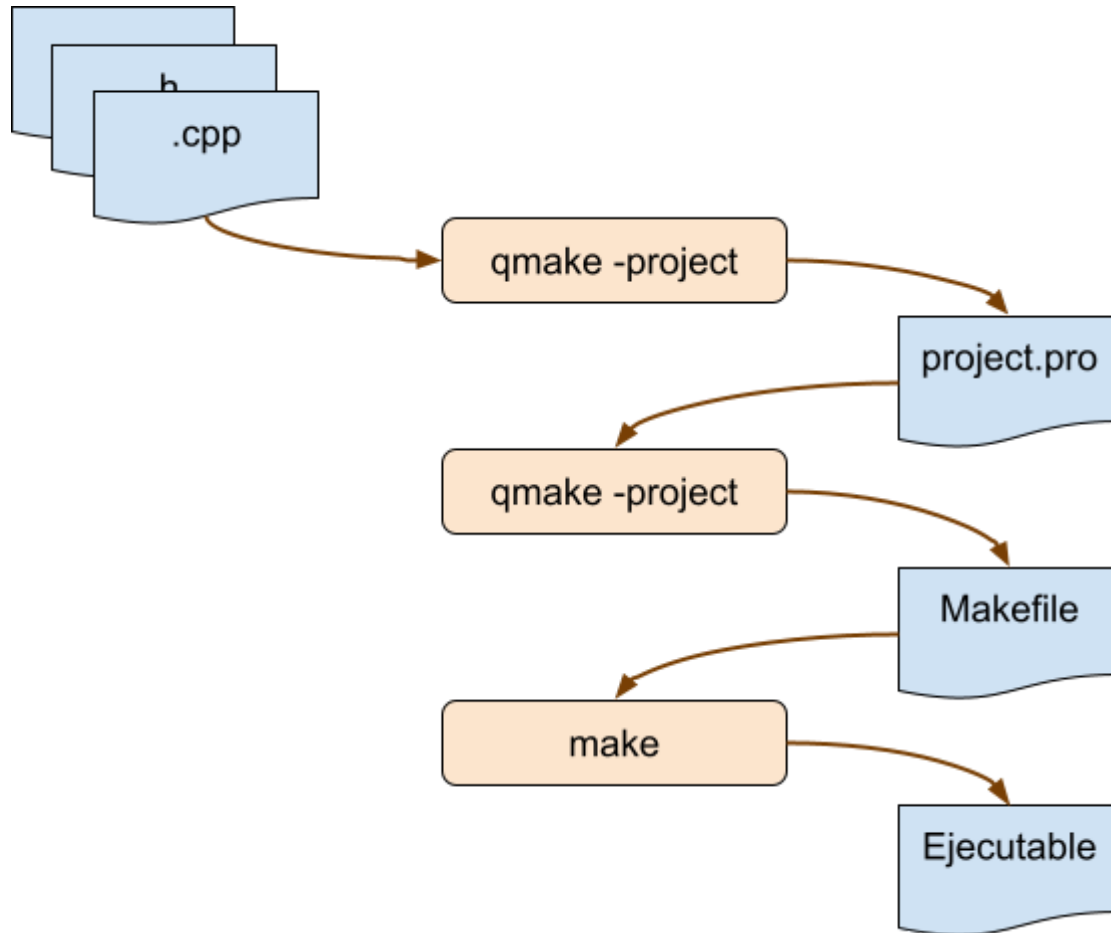 .cpp
qmake -project
project.pro
qmake -project
Makefile
make
Ejecutable